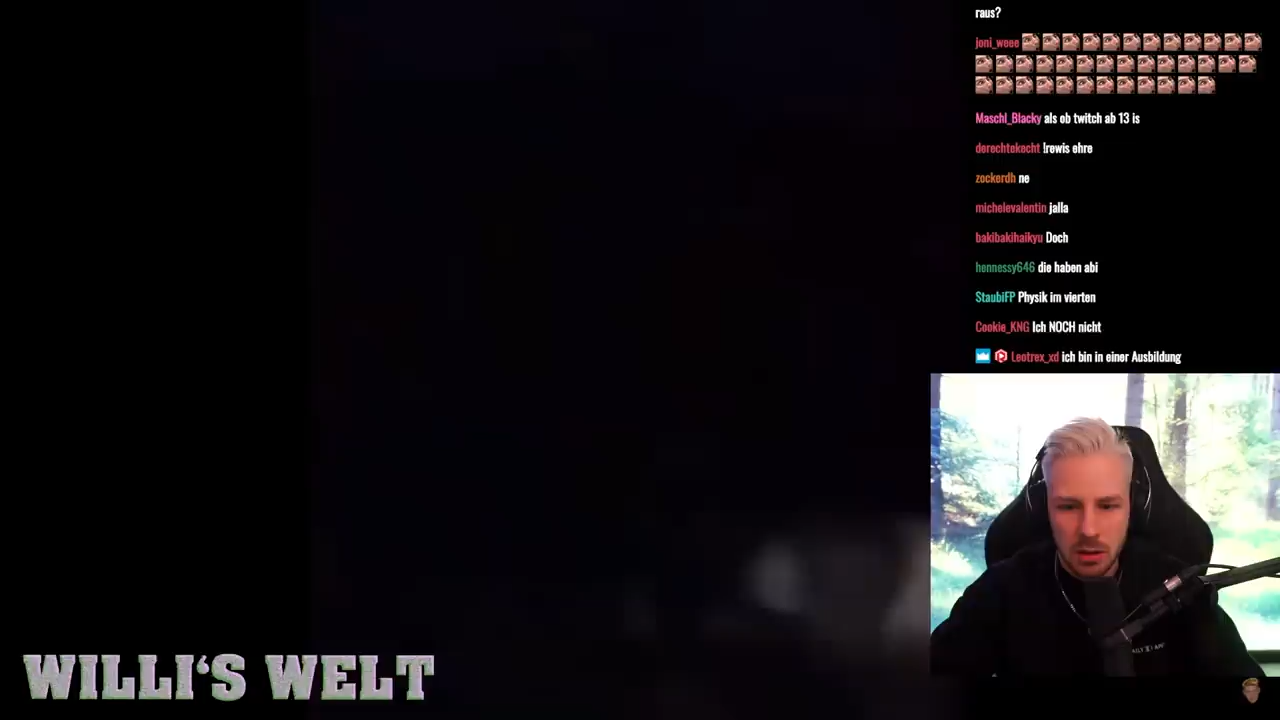 raus?
joni_woee
Maschl_Blacky als ob twitch ab 13 is
derechtekecht !rewis ehre
zockerdh ne
michelevalentin jalla
bakibakihaikyu Doch
hennessy646 die haben abi
StaubiFP Physik im vierten
Cookie_KNG Ich NOCH nicht
Leotrex_xd ich bin in einer Ausbildung
WILLI'S WELT